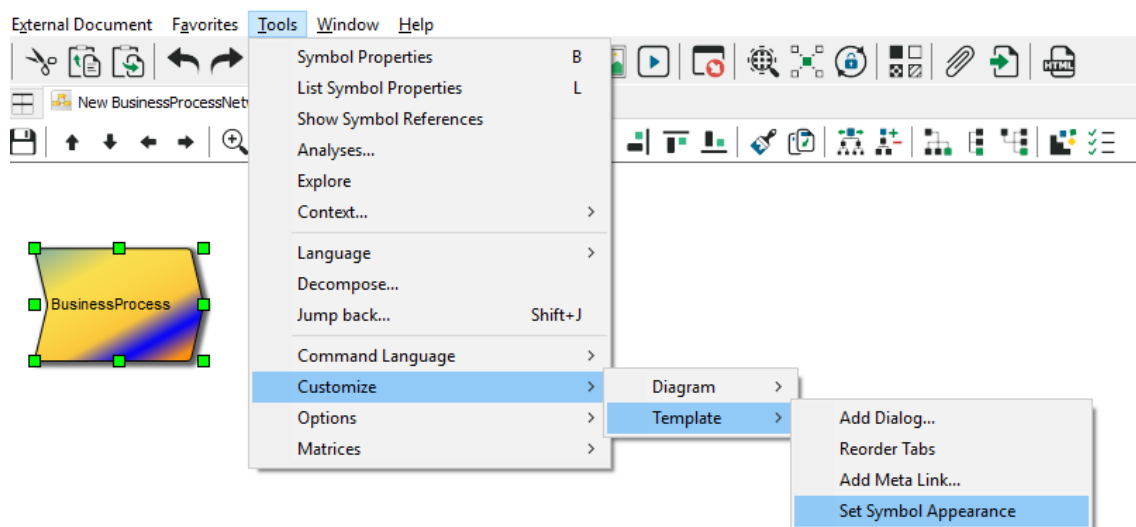 External Document Favorites Tools Window Help
New BusinessProcessNet
HTML
Symbol Properties B
List Symbol Properties L
Show Symbol References
Analyses...
Explore
Context...
Language
Decompose...
Jump back... Shift+J
Command Language
Customize
Options
Matrices
Diagram
Template
Add Dialog...
Reorder Tabs
Add Meta Link...
Set Symbol Appearance
BusinessProcess